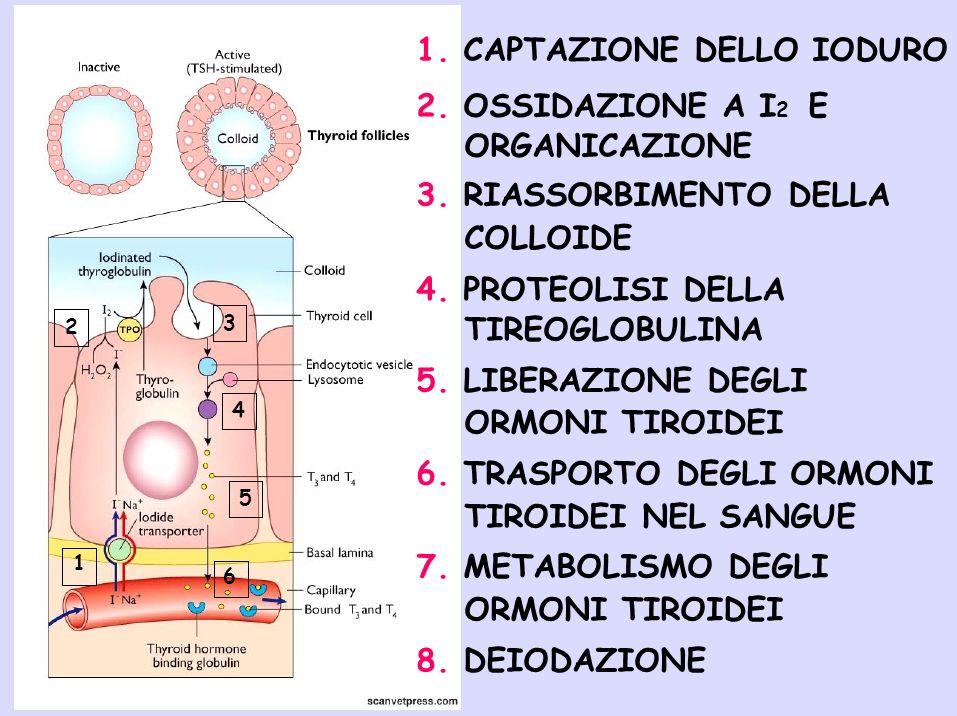 Inactive
Active
(TSH-stimulated)
Colloid
Thyroid follicles
Iodinated
thyroglobulin
Colloid
I₂
2
TPO
3
Thyroid cell
I⁻
H₂O₂
Thyro-
globulin
Endocytotic vesicle
Lysosome
4
T₃ and T₄
5
I⁻ Na⁺
Iodide
transporter
Basal lamina
1
6
I⁻ Na⁺
Capillary
Bound T₃ and T₄
Thyroid hormone
binding globulin
scanvetpress.com
1. CAPTAZIONE DELLO IODURO
2. OSSIDAZIONE A I₂ E
ORGANICAZIONE
3. RIASSORBIMENTO DELLA
COLLOIDE
4. PROTEOLISI DELLA
TIREOGLOBULINA
5. LIBERAZIONE DEGLI
ORMONI TIROIDEI
6. TRASPORTO DEGLI ORMONI
TIROIDEI NEL SANGUE
7. METABOLISMO DEGLI
ORMONI TIROIDEI
8. DEIODAZIONE